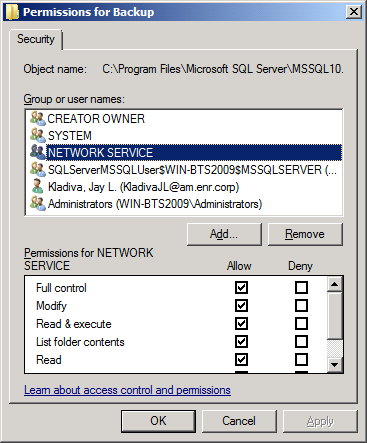 Permissions for Backup
Security
Object name: C:\Program Files\Microsoft SQL Server\MSSQL10.
Group or user names:
CREATOR OWNER
SYSTEM
NETWORK SERVICE
SQLServerMSSQLUser$WIN-BTS2009$MSSQLSERVER (...
Kladiva, Jay L. (KladivaJL@am.enr.corp)
Administrators (WIN-BTS2009\Administrators)
Add... Remove
Permissions for NETWORK
SERVICE Allow Deny
Full control
Modify
Read & execute
List folder contents
Read
Learn about access control and permissions
OK Cancel Apply